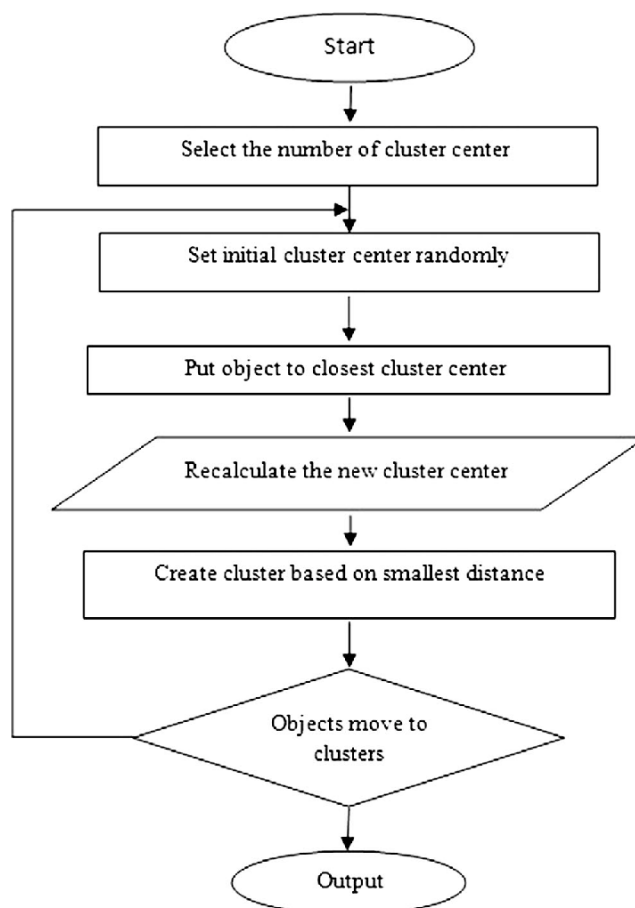 Start
Select the number of cluster center
Set initial cluster center randomly
Put object to closest cluster center
Recalculate the new cluster center
Create cluster based on smallest distance
Objects move to
clusters
Output